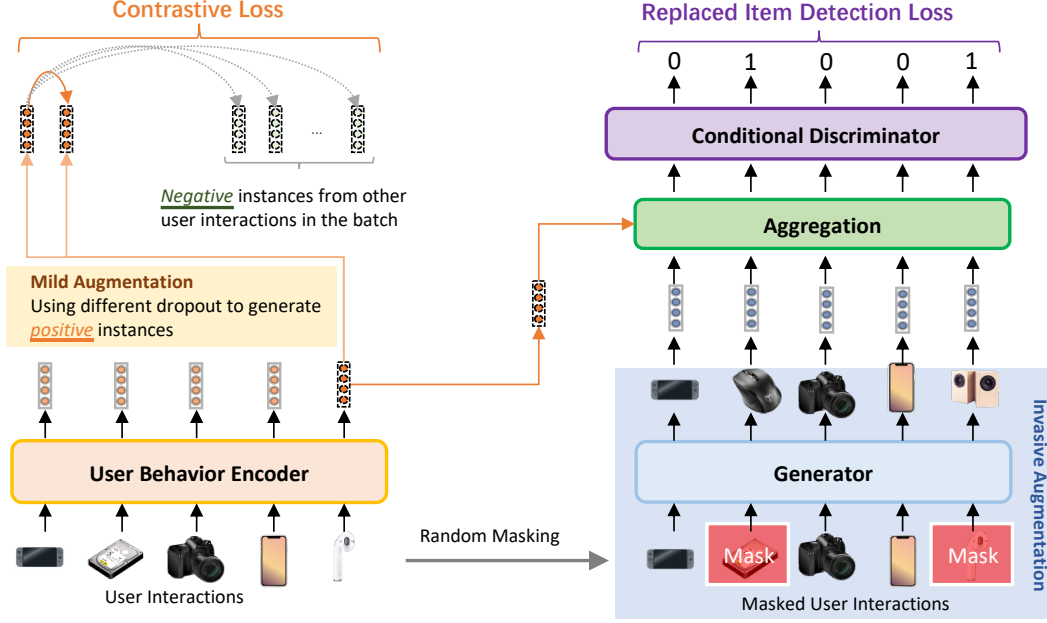 Contrastive Loss
...
Negative instances from other
user interactions in the batch
Mild Augmentation
Using different dropout to generate
positive instances
User Behavior Encoder
User Interactions
Random Masking
Replaced Item Detection Loss
0 1 0 0 1
Conditional Discriminator
Aggregation
Generator
Mask Mask
Masked User Interactions
Invasive Augmentation